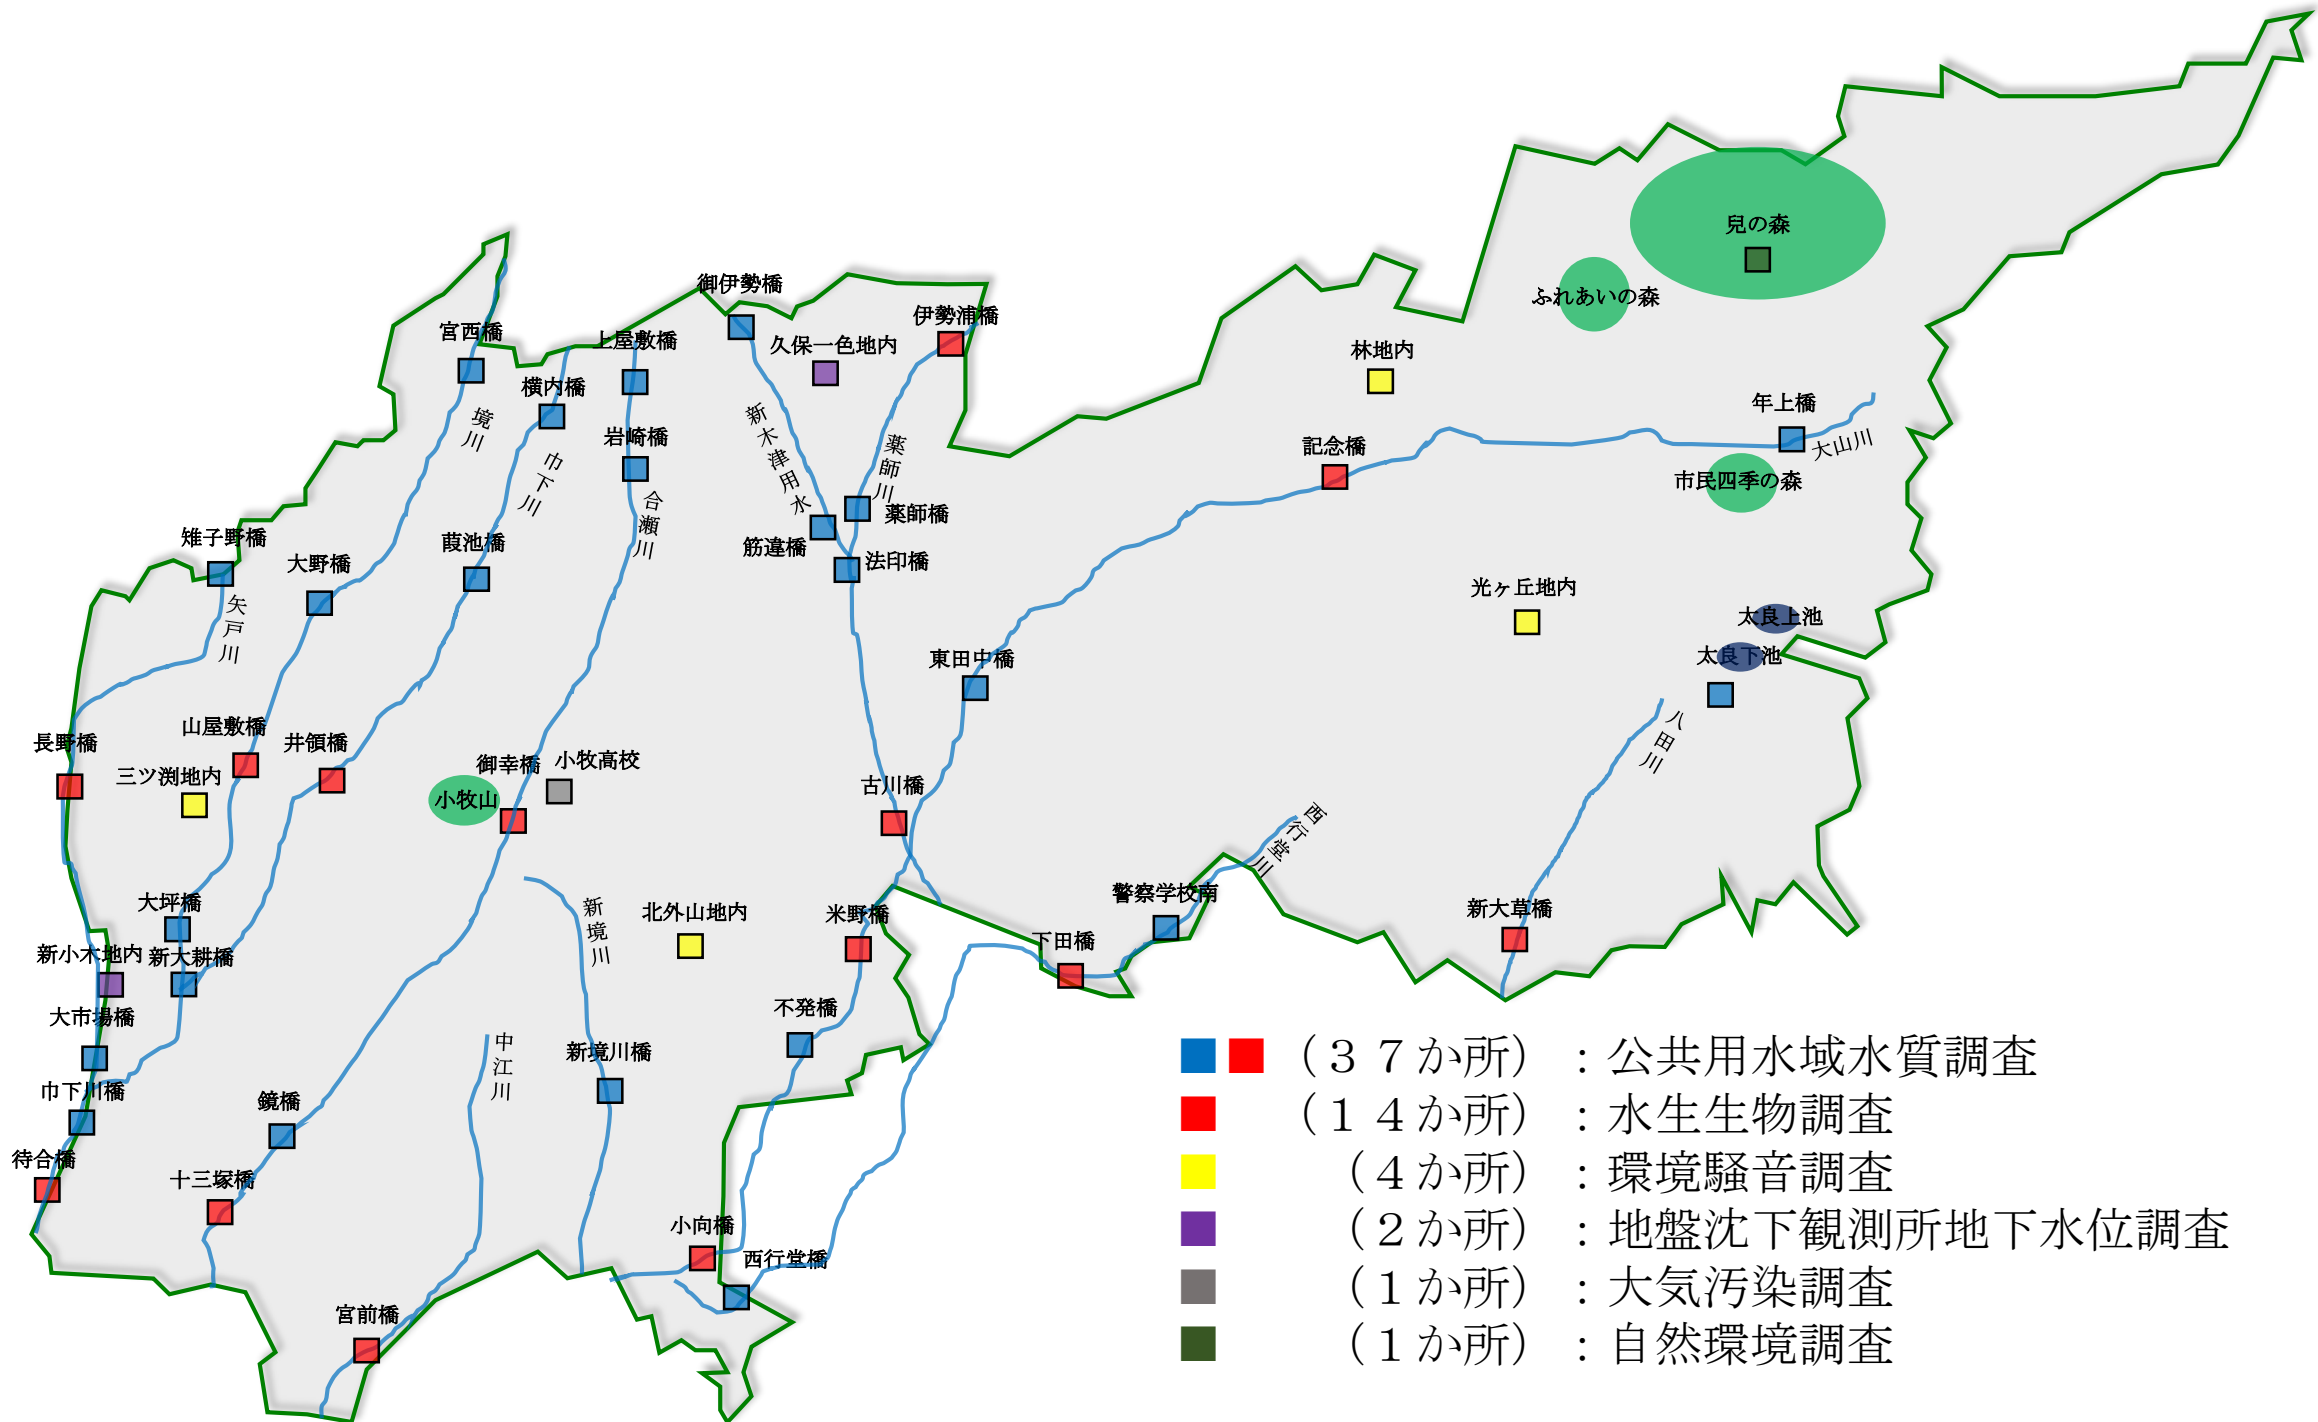 兒の森
ふれあいの森
御伊勢橋
伊勢浦橋
宮西橋
上屋敷橋
久保一色地内
林地内
横内橋
年上橋
境川
岩崎橋
新木津用水
薬師川
記念橋
大山川
巾下川
市民四季の森
合瀬川
薬師橋
雉子野橋
葭池橋
筋違橋
大野橋
法印橋
光ヶ丘地内
矢戸川
太良上池
東田中橋
太良下池
山屋敷橋
八田川
長野橋
井領橋
御幸橋
小牧高校
三ツ渕地内
古川橋
小牧山
西行堂川
警察学校南
大坪橋
新境川
北外山地内
米野橋
新大草橋
下田橋
新小木地内
新大耕橋
不発橋
大市場橋
中江川
新境川橋
巾下川橋
鏡橋
待合橋
十三塚橋
小向橋
西行堂橋
宮前橋
（３７か所）：公共用水域水質調査
（１４か所）：水生生物調査
（４か所）：環境騒音調査
（２か所）：地盤沈下観測所地下水位調査
（１か所）：大気汚染調査
（１か所）：自然環境調査